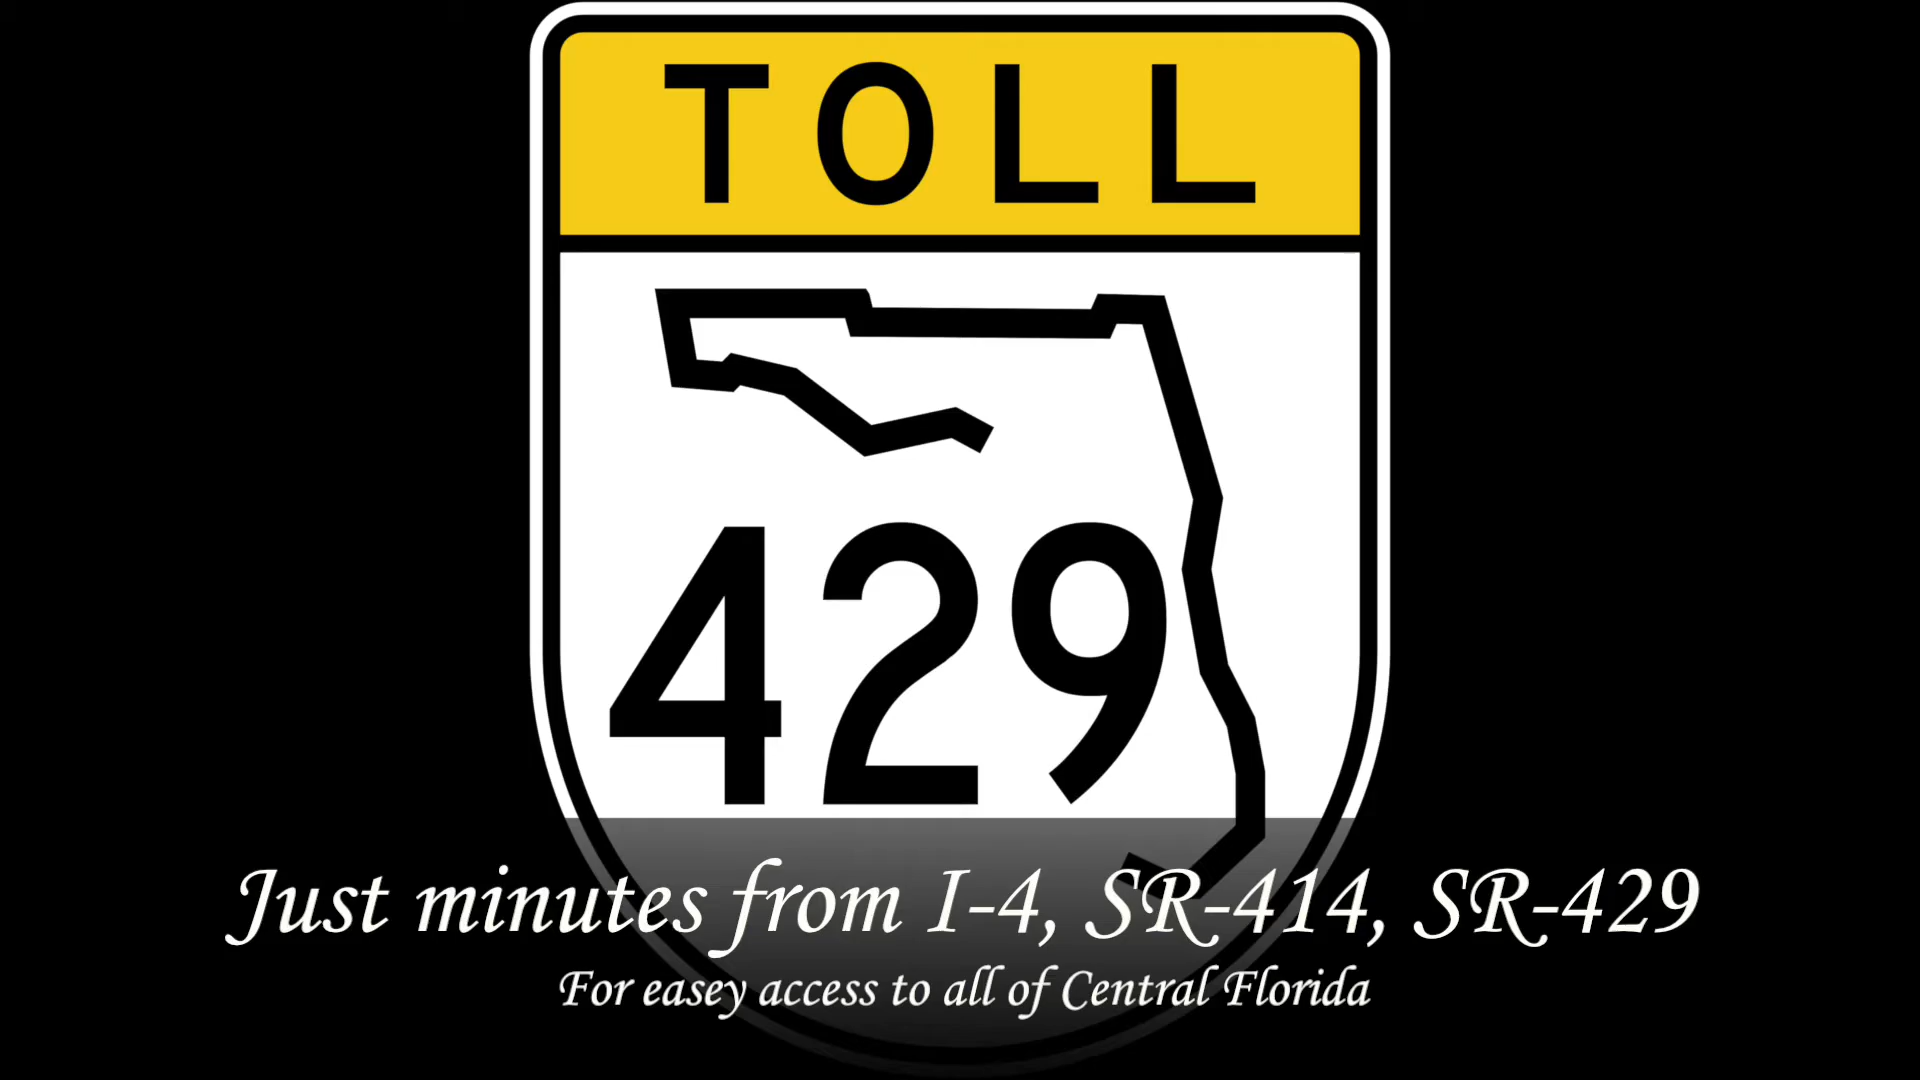 TOLL
429
Just minutes from I-4, SR-414, SR-429
For easey access to all of Central Florida